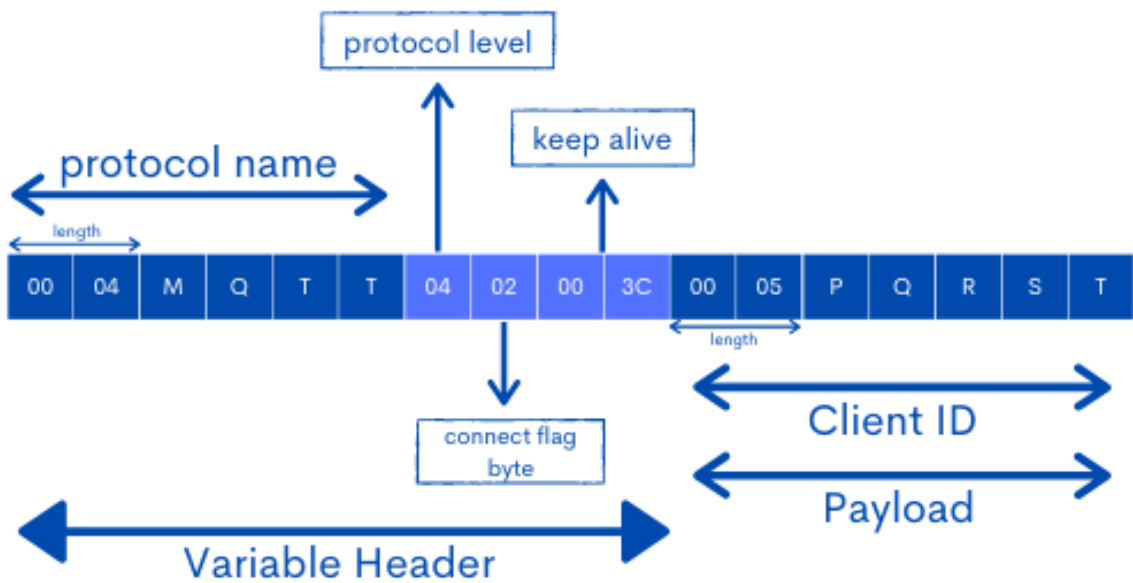 protocol level
keep alive
protocol name
length
00 04 M Q T T 04 02 00 3C 00 05 P Q R S T
length
connect flag
byte
Client ID
Payload
Variable Header